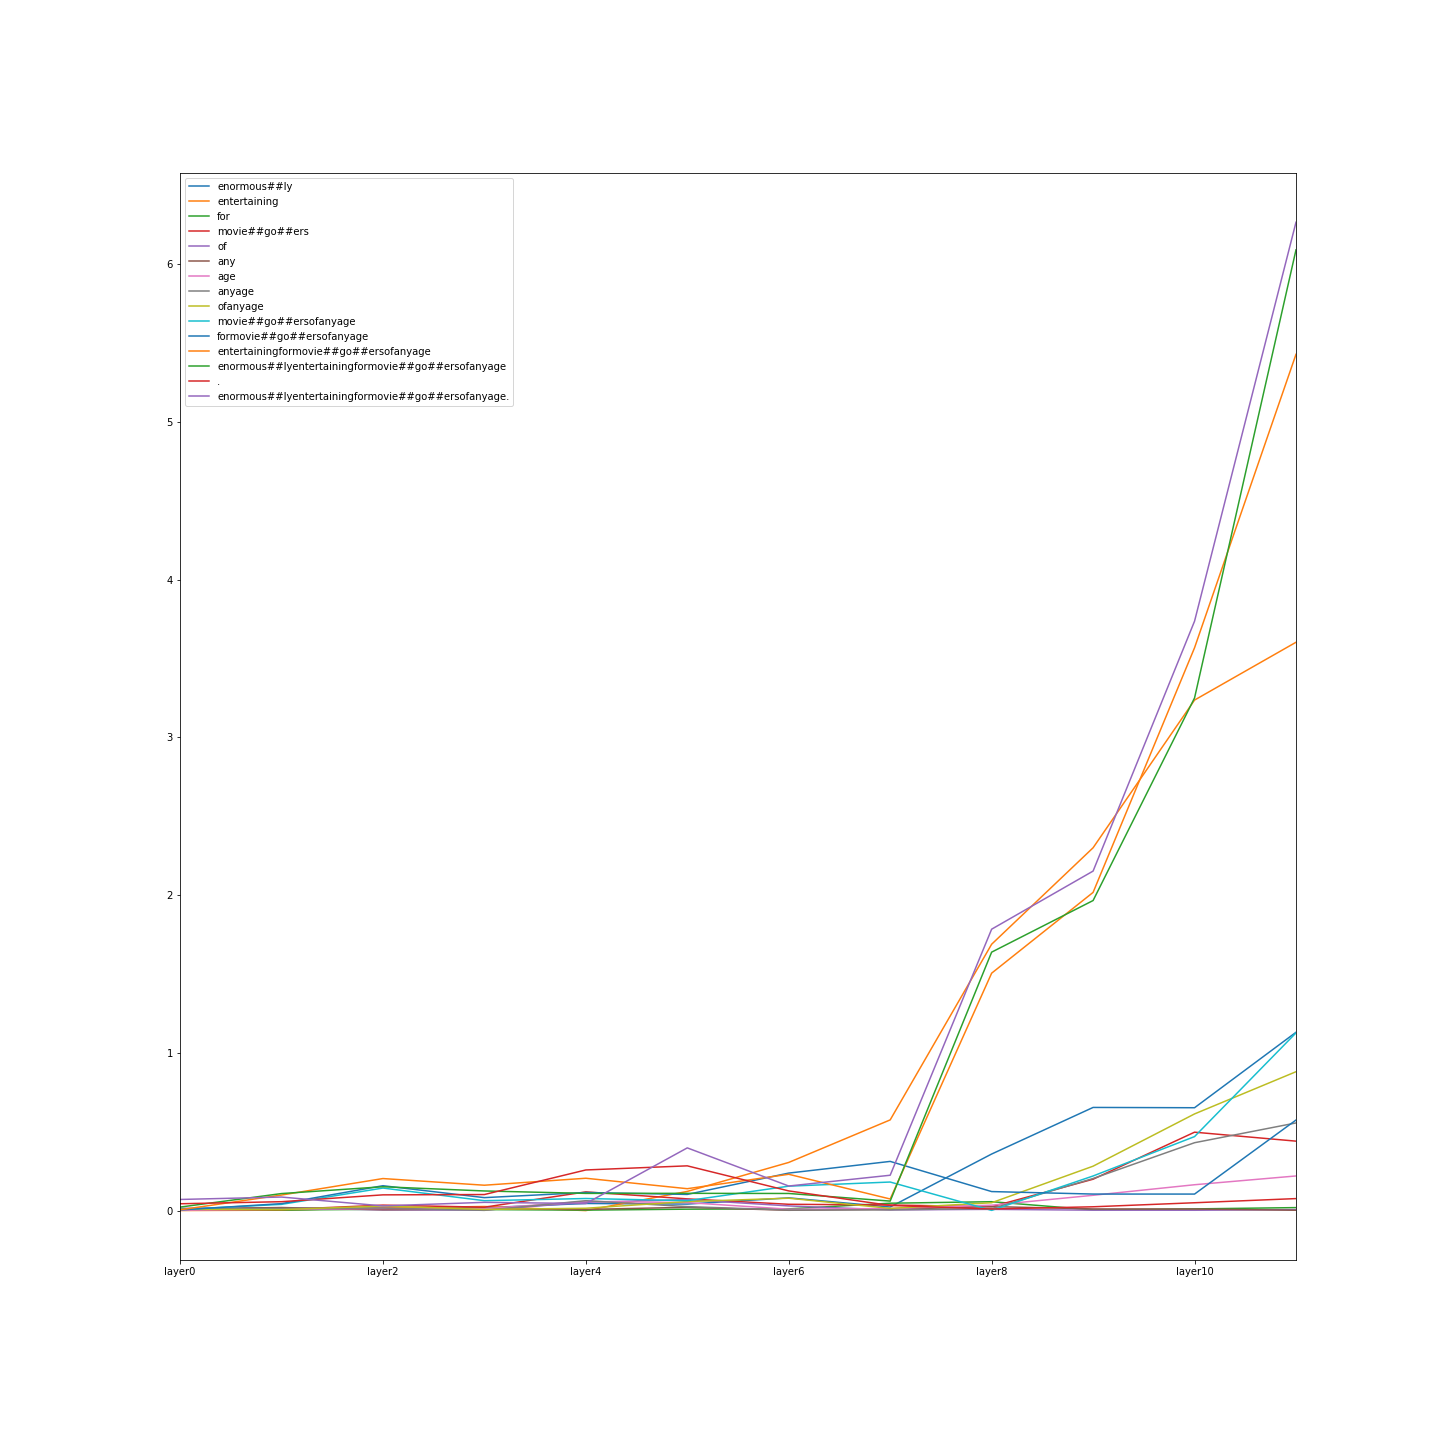 enormous##ly
entertaining
for
movie##go##ers
of
any
age
anyage
ofanyage
movie##go##ersofanyage
formovie##go##ersofanyage
entertainingformovie##go##ersofanyage
enormous##lyentertainingformovie##go##ersofanyage
.
enormous##lyentertainingformovie##go##ersofanyage.
6
5
4
3
2
1
0
layer0 layer2 layer4 layer6 layer8 layer10